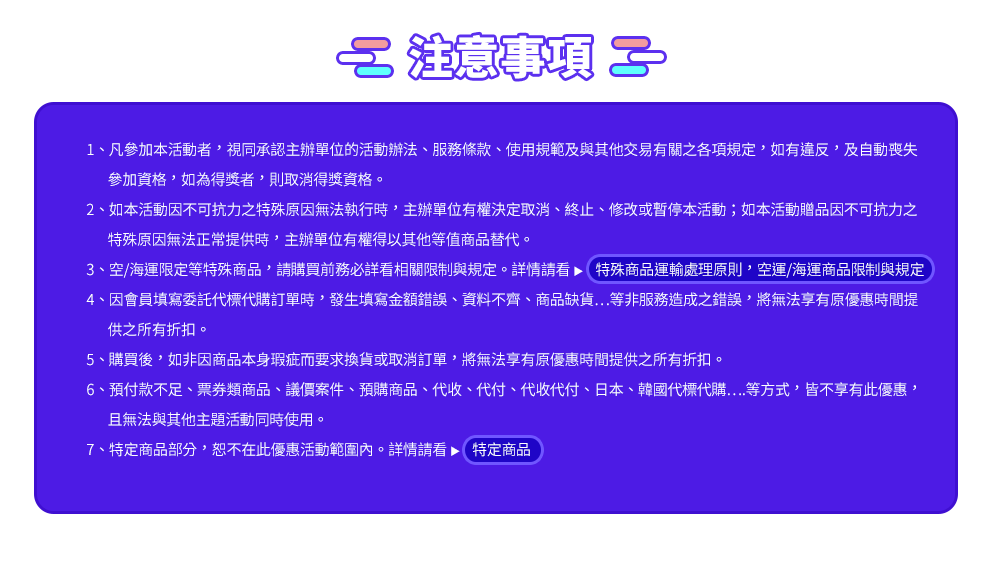 注意事項
1、凡參加本活動者，視同承認主辦單位的活動辦法、服務條款、使用規範及與其他交易有關之各項規定，如有違反，及自動喪失
參加資格，如為得獎者，則取消得獎資格。
2、如本活動因不可抗力之特殊原因無法執行時，主辦單位有權決定取消、終止、修改或暫停本活動；如本活動贈品因不可抗力之
特殊原因無法正常提供時，主辦單位有權得以其他等值商品替代。
3、空/海運限定等特殊商品，請購買前務必詳看相關限制與規定。詳情請看 ▶ 特殊商品運輸處理原則，空運/海運商品限制與規定
4、因會員填寫委託代標代購訂單時，發生填寫金額錯誤、資料不齊、商品缺貨…等非服務造成之錯誤，將無法享有原優惠時間提
供之所有折扣。
5、購買後，如非因商品本身瑕疵而要求換貨或取消訂單，將無法享有原優惠時間提供之所有折扣。
6、預付款不足、票券類商品、議價案件、預購商品、代收、代付、代收代付、日本、韓國代標代購….等方式，皆不享有此優惠，
且無法與其他主題活動同時使用。
7、特定商品部分，恕不在此優惠活動範圍內。詳情請看 ▶ 特定商品